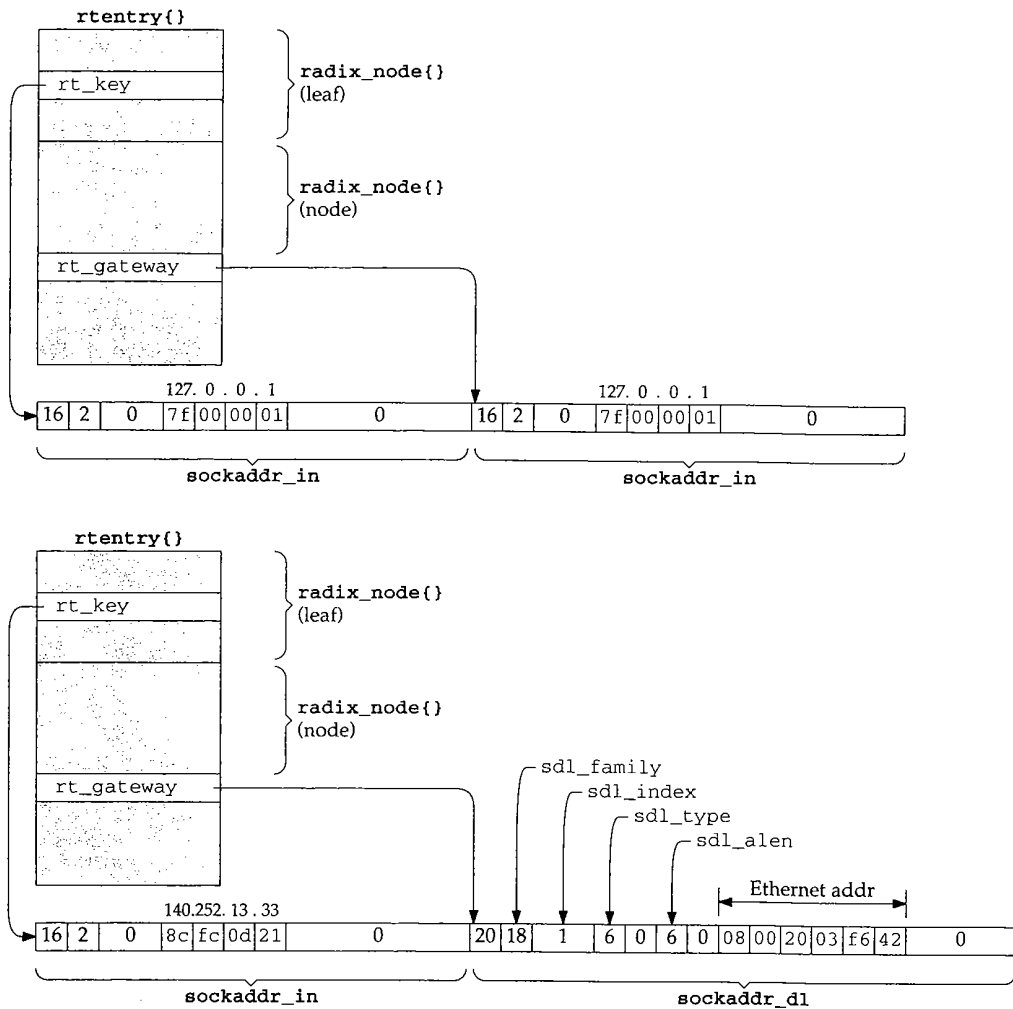 rtentry{}
radix_node{}
rt_key
(leaf)
radix_node{}
(node)
rt_gateway
127. 0 . 0 . 1 127. 0 . 0 . 1
16 2 0 7f 00 00 01 0 16 2 0 7f 00 00 01 0
sockaddr_in sockaddr_in
rtentry{}
radix_node{}
rt_key
(leaf)
radix_node{}
(node)
sdl_family
rt_gateway
sdl_index
sdl_type
sdl_alen
Ethernet addr
140.252.13.33
16 2 0 8c fc 0d 21 0 20 18 1 6 0 6 0 08 00 20 03 f6 42 0
sockaddr_in sockaddr_dl